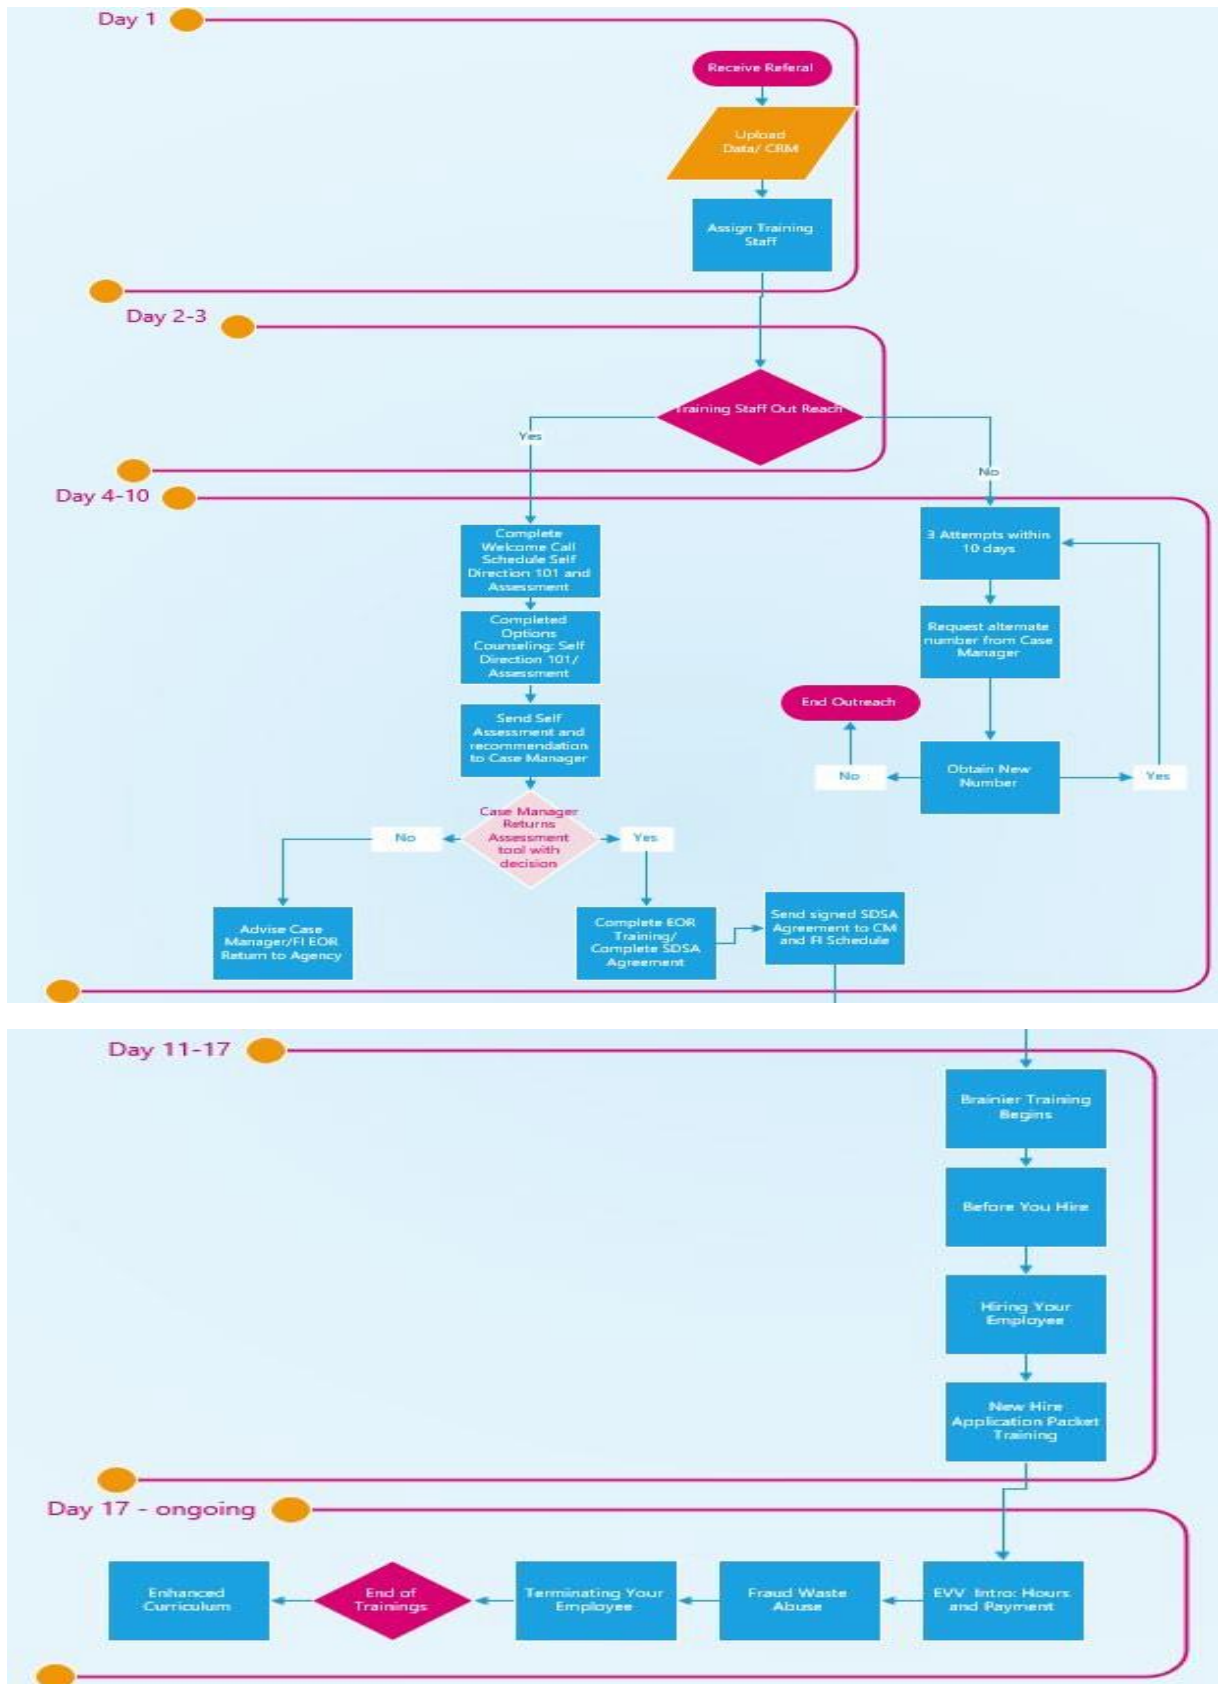 Day 1
Receive Referal
Upload
Data/ CRM
Assign Training
Staff
Day 2-3
Training Staff Out Reach
Yes
No
Day 4-10
Complete
Welcome Call
Schedule Self
Direction 101 and
Assessment
Completed
Options
Counseling: Self
Direction 101/
Assessment
Send Self
Assessment and
recommendation
to Case Manager
Case Manager
Returns
Assessment
tool with
decision
No
Yes
Advise Case
Manager/FI EOR
Return to Agency
Complete EOR
Training/
Complete SDSA
Agreement
Send signed SDSA
Agreement to CM
and FI Schedule
3 Attempts within
10 days
Request alternate
number from Case
Manager
End Outreach
No
Obtain New
Number
Yes
Day 11-17
Brainier Training
Begins
Before You Hire
Hiring Your
Employee
New Hire
Application Packet
Training
Day 17 - ongoing
Enhanced
Curriculum
End of
Trainings
Terminating Your
Employee
Fraud Waste
Abuse
EVV Intro: Hours
and Payment